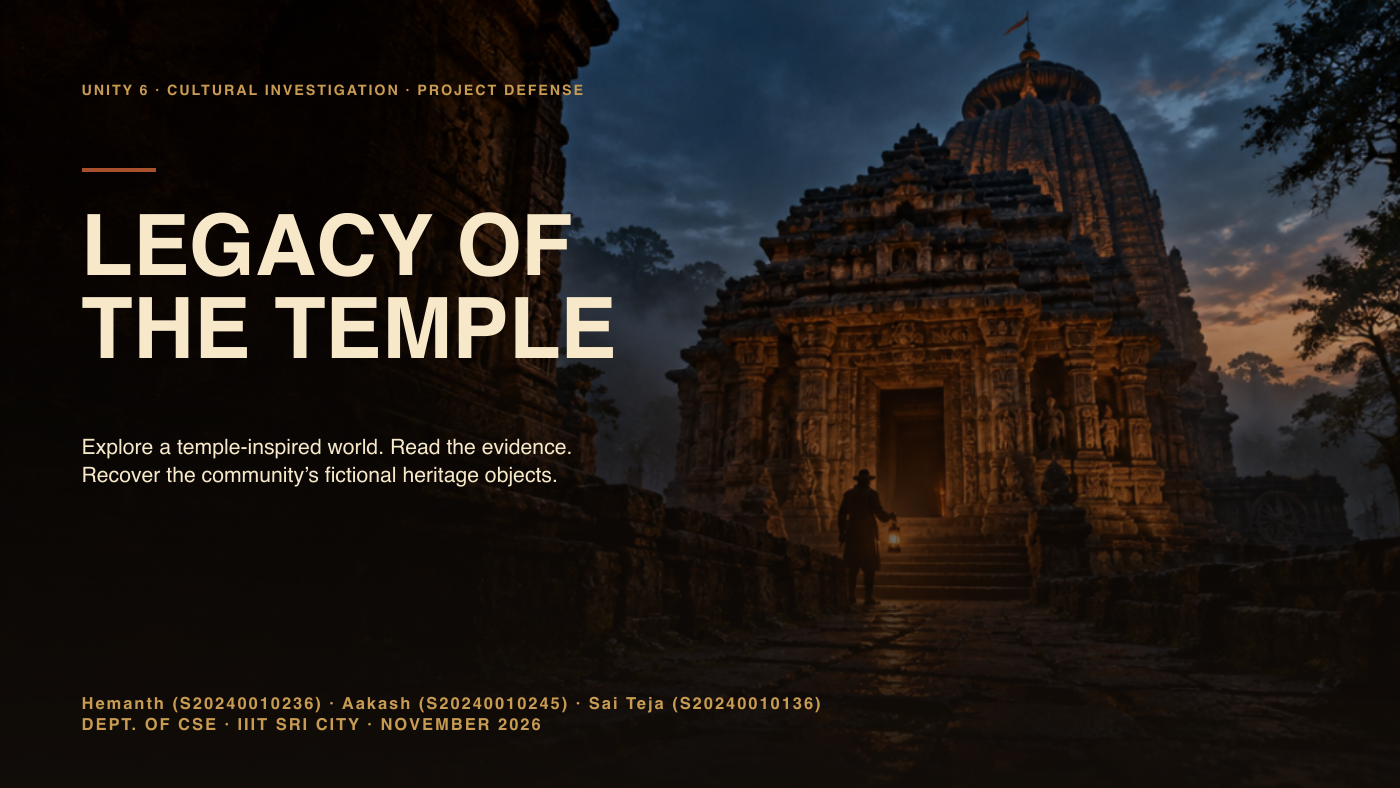 UNITY 6 · CULTURAL INVESTIGATION · PROJECT DEFENSE
LEGACY OF
THE TEMPLE
Explore a temple-inspired world. Read the evidence.
Recover the community’s fictional heritage objects.
Hemanth (S20240010236) · Aakash (S20240010245) · Sai Teja (S20240010136)
DEPT. OF CSE · IIIT SRI CITY · NOVEMBER 2026